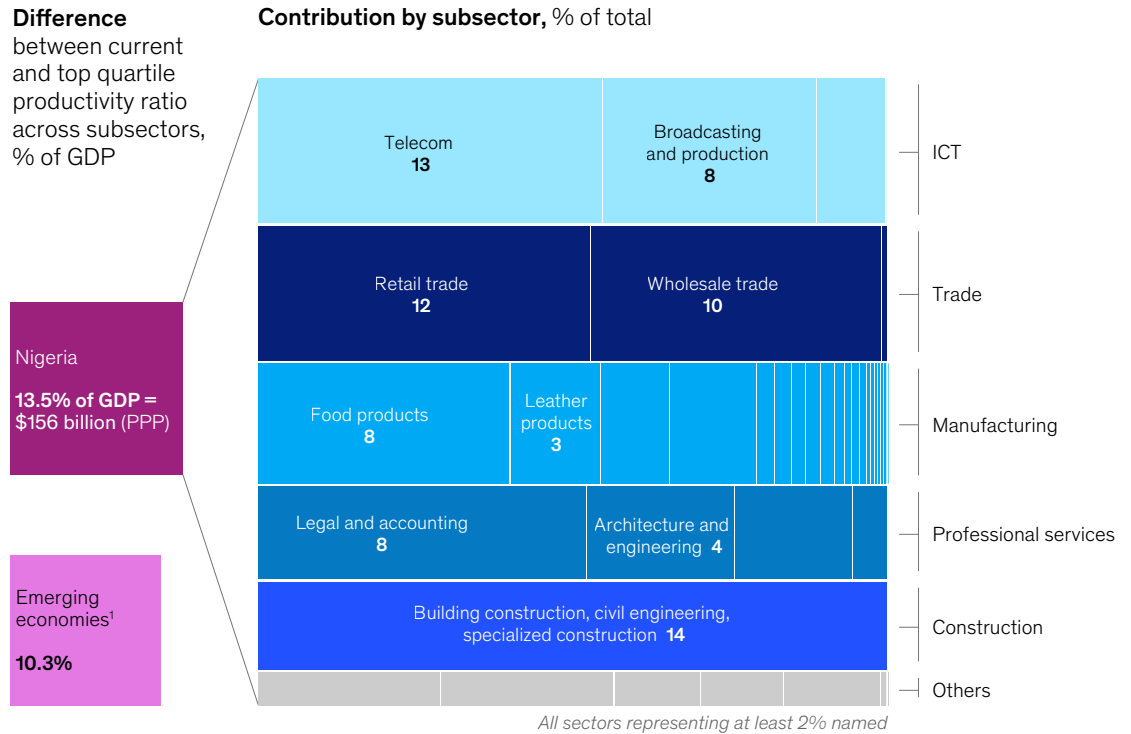 Difference
between current
and top quartile
productivity ratio
across subsectors,
% of GDP
Contribution by subsector, % of total
Nigeria
13.5% of GDP =
$156 billion (PPP)
Emerging
economies¹
10.3%
Telecom
13
Broadcasting
and production
8
ICT
Retail trade
12
Wholesale trade
10
Trade
Food products
8
Leather
products
3
Manufacturing
Legal and accounting
8
Architecture and
engineering 4
Professional services
Building construction, civil engineering,
specialized construction 14
Construction
Others
All sectors representing at least 2% named